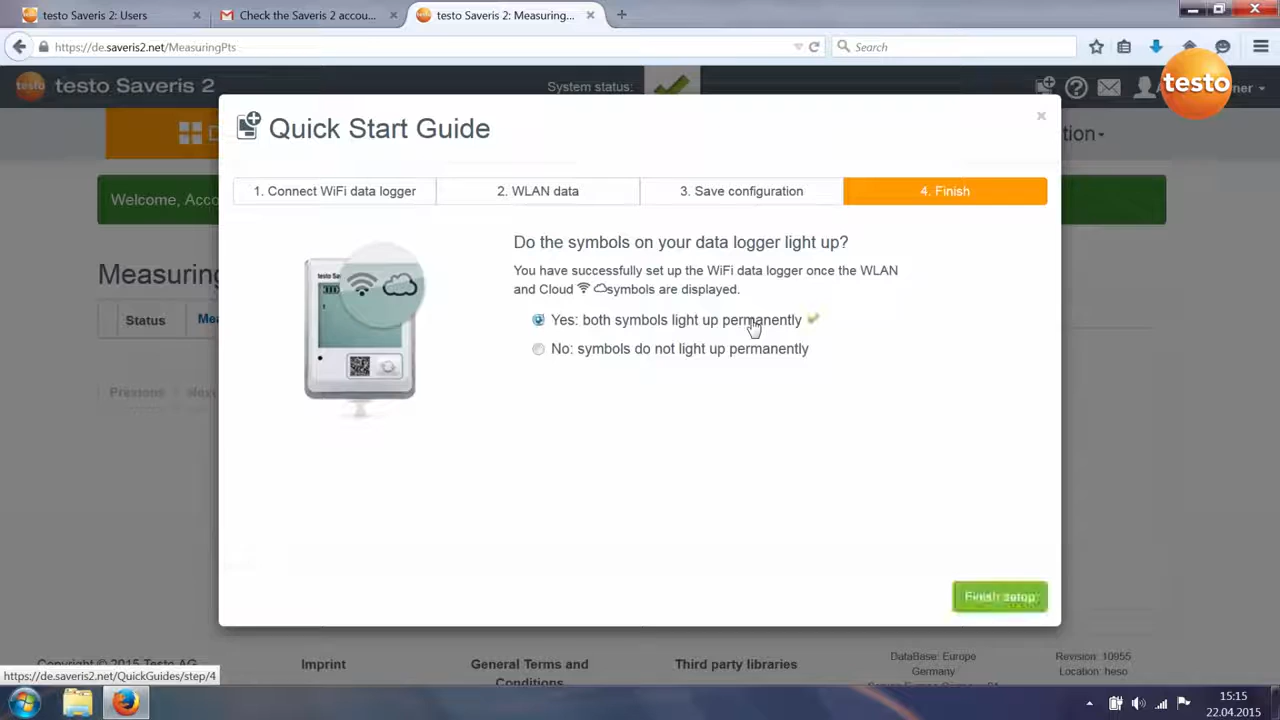 testo Saveris 2: Users
Check the Saveris 2 accou...
testo Saveris 2: Measuring...
https://de.saveris2.net/MeasuringPts
Search
testo Saveris 2
System status:
testo
ner
Quick Start Guide
tion
Welcome, Acco
1. Connect WiFi data logger
2. WLAN data
3. Save configuration
4. Finish
Do the symbols on your data logger light up?
You have successfully set up the WiFi data logger once the WLAN
and Cloud symbols are displayed.
Measuring
Status
Mea
Yes: both symbols light up permanently
No: symbols do not light up permanently
Previous
Next
Finish setup
Copyright © 2015 Testo AG
Imprint
General Terms and
Conditions
Third party libraries
DataBase: Europe
Germany
Revision: 10955
Location: heso
https://de.saveris2.net/QuickGuides/step/4
15:15
22.04.2015